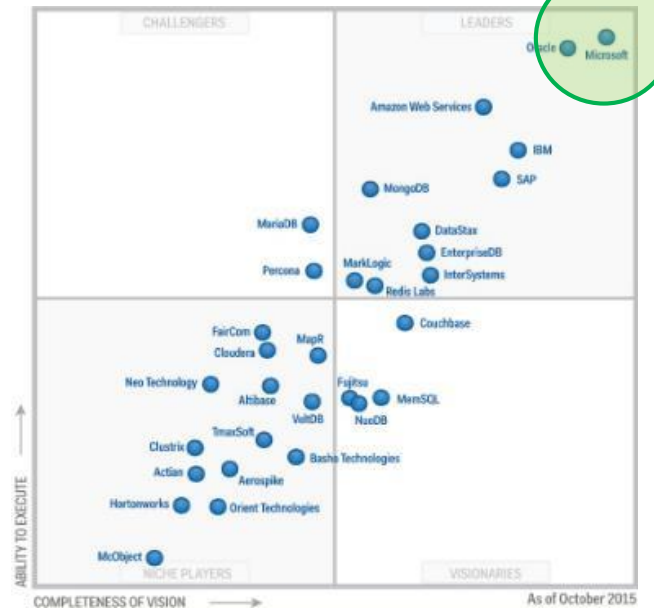 CHALLENGERS
LEADERS
Oracle
Microsoft
Amazon Web Services
IBM
SAP
MongoDB
MariaDB
DataStax
EnterpriseDB
Percona
MarkLogic
InterSystems
Redis Labs
FairCom
Couchbase
MapR
Cloudera
Neo Technology
Altibase
Fujitsu
MemSQL
VoltDB
NuoDB
TmaxSoft
Clustrix
Basho Technologies
Actian
Aerospike
Hortonworks
Orient Technologies
McObject
NICHE PLAYERS
VISIONARIES
ABILITY TO EXECUTE
COMPLETENESS OF VISION
As of October 2015